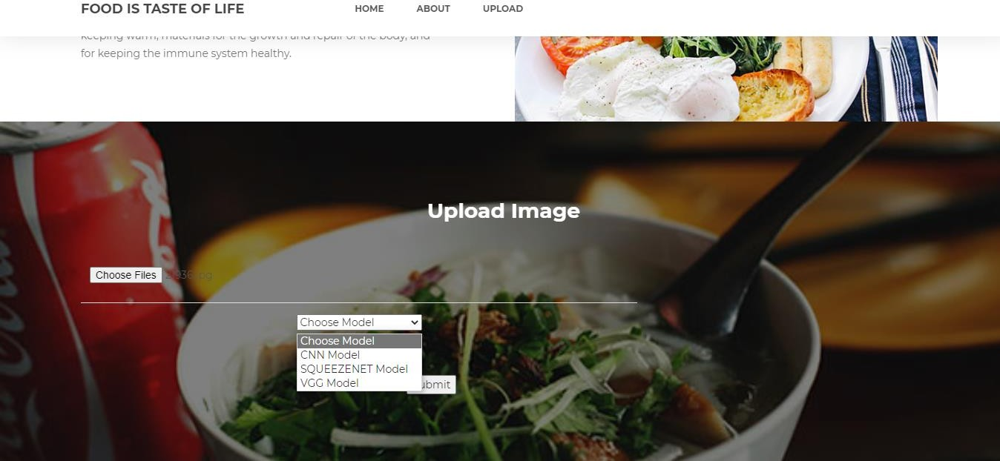 FOOD IS TASTE OF LIFE
HOME ABOUT UPLOAD
keeping warm, materials for the growth and repair of the body, and
for keeping the immune system healthy.
Upload Image
Choose Files
Choose Model
Choose Model
CNN Model
SQUEEZENET Model
VGG Model
ubmit